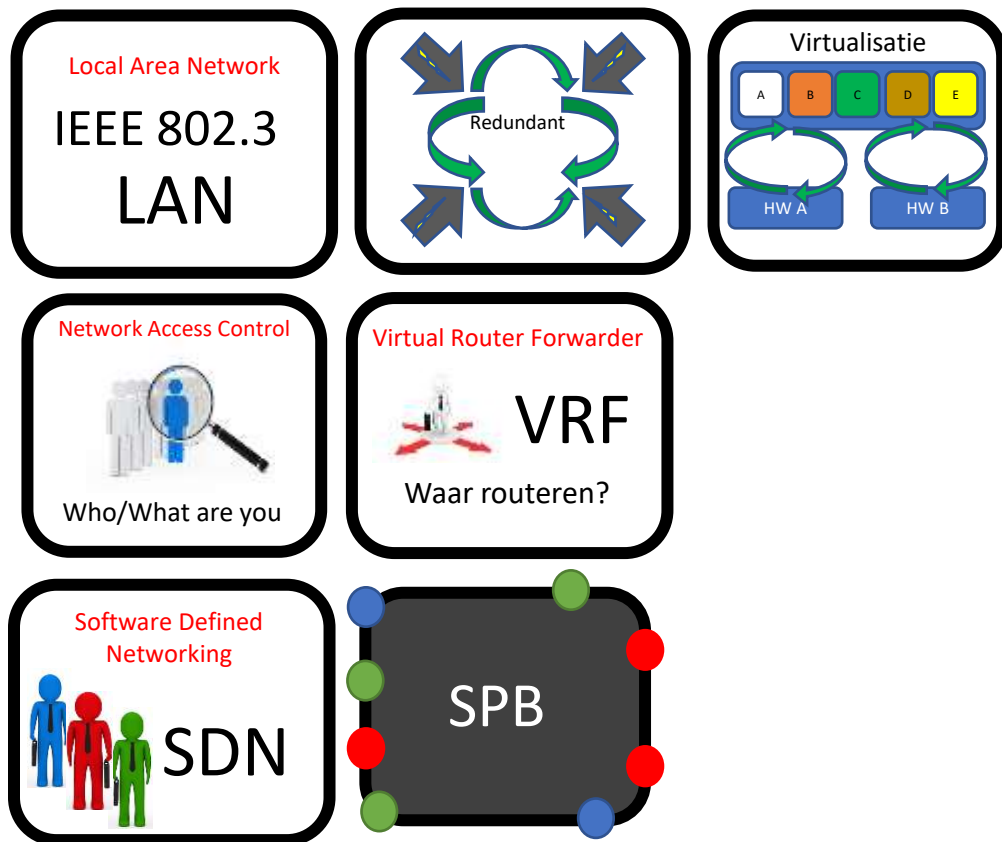 Local Area Network
IEEE 802.3
LAN
Redundant
Virtualisatie
A B C D E
HW A HW B
Network Access Control
Who/What are you
Virtual Router Forwarder
VRF
Waar routeren?
Software Defined
Networking
SDN
SPB